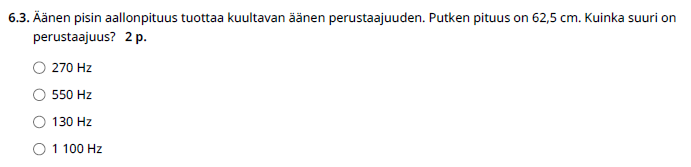 6.3. Äänen pisin aallonpituus tuottaa kuultavan äänen perustaajuuden. Putken pituus on 62,5 cm. Kuinka suuri on
perustaajuus? 2 p.
270 Hz
550 Hz
130 Hz
1 100 Hz